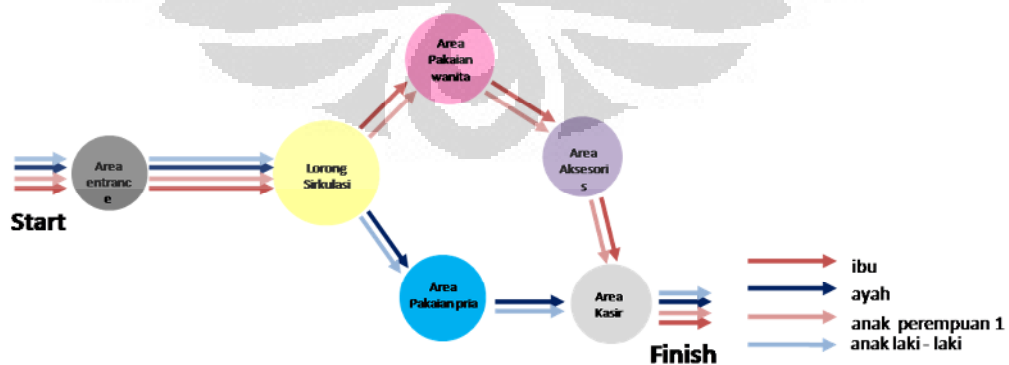 Area
Pakaian
wanita
Area
entranc
e
Lorong
Sirkulasi
Area
Aksesori
s
Start
Area
Pakaian pria
Area
Kasir
Finish
ibu
ayah
anak perempuan 1
anak laki - laki